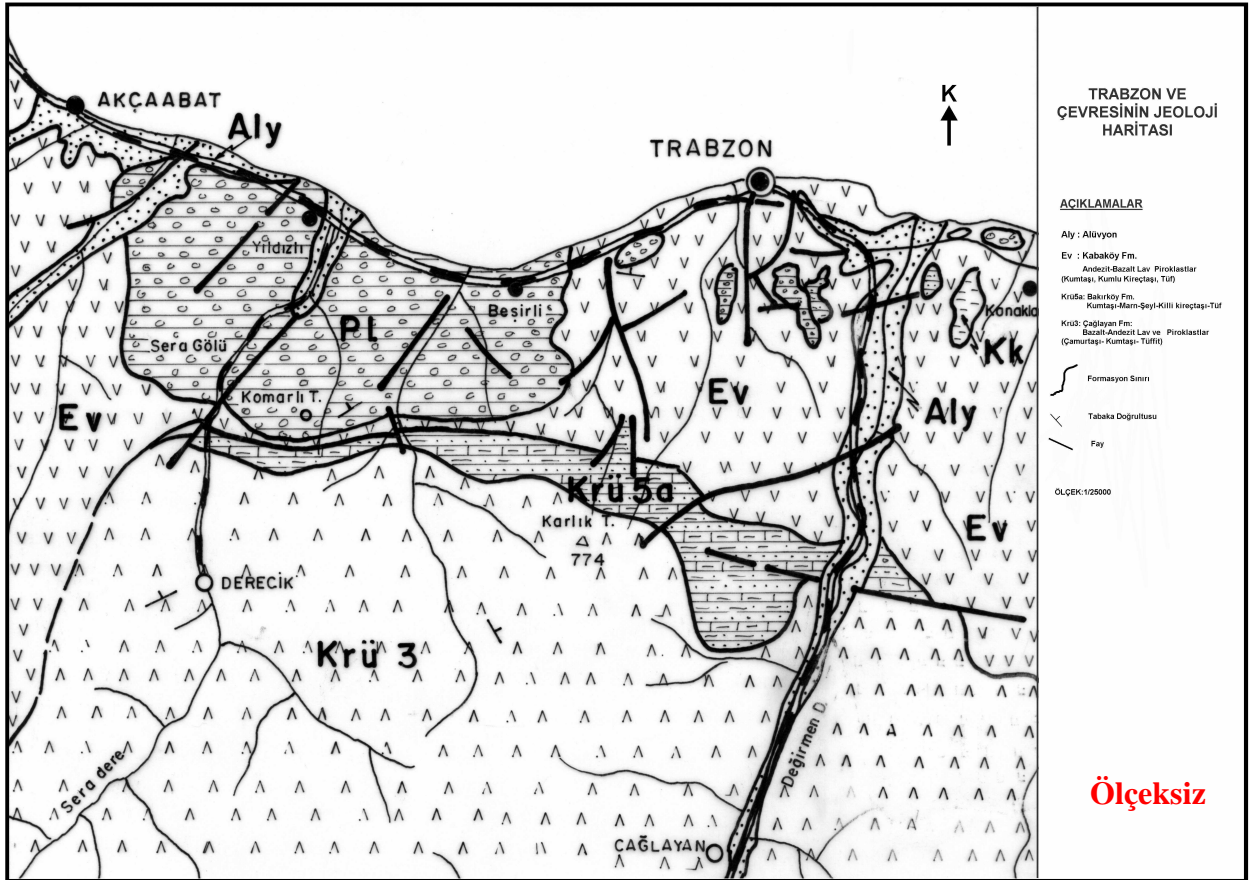 AKÇAABAT
Aly
K
TRABZON
Yıldızlı
Beşirli
Sera Gölü
Pl
Komarlı T.
Ev
Ev
Kk
Aly
Krü 5a
Karlık T.
774
Ev
DERECİK
Krü 3
Sera dere
Değirmen D.
ÇAĞLAYAN
TRABZON VE
ÇEVRESİNİN JEOLOJİ
HARİTASI
AÇIKLAMALAR
Aly : Alüvyon
Ev : Kabaköy Fm.
Andezit-Bazalt Lav Piroklastlar
(Kumtaşı, Kumlu Kireçtaşı, Tüf)
Krü5a: Bakırköy Fm.
Kumtaşı-Marn-Şeyl-Killi kireçtaşı-Tüf
Krü3: Çağlayan Fm:
Bazalt-Andezit Lav ve Piroklastlar
(Çamurtaşı- Kumtaşı- Tüffit)
Formasyon Sınırı
Tabaka Doğrultusu
Fay
ÖLÇEK:1/25000
Ölçeksiz